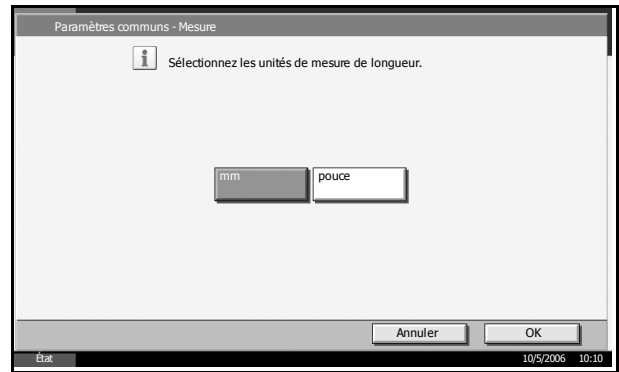 Paramètres communs - Mesure
Sélectionnez les unités de mesure de longueur.
mm
pouce
Annuler
OK
État
10/5/2006 10:10